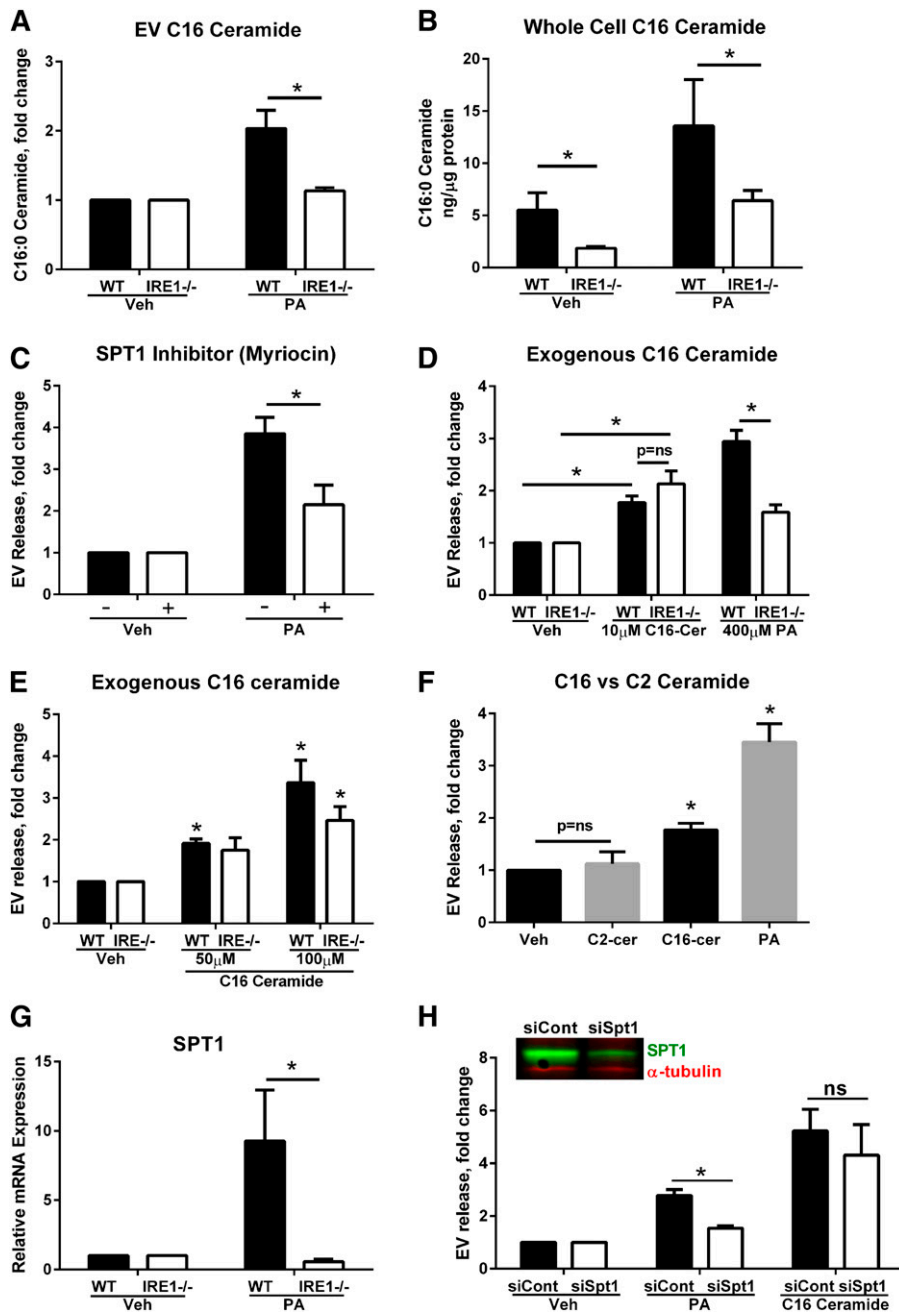 A
EV C16 Ceramide
C16:0 Ceramide, fold change
3
2
1
0
*
WT IRE1-/- WT IRE1-/-
Veh PA
B
Whole Cell C16 Ceramide
C16:0 Ceramide
ng/μg protein
20
15
10
5
0
*
*
WT IRE1-/- WT IRE1-/-
Veh PA
C
SPT1 Inhibitor (Myriocin)
EV Release, fold change
5
4
3
2
1
0
*
- + - +
Veh PA
D
Exogenous C16 Ceramide
EV Release, fold change
4
3
2
1
0
*
*
p=ns
*
WT IRE1-/- WT IRE1-/- WT IRE1-/-
Veh 10μM C16-Cer 400μM PA
E
Exogenous C16 ceramide
EV release, fold change
5
4
3
2
1
0
*
*
*
WT IRE-/- WT IRE-/- WT IRE-/-
Veh 50μM 100μM
C16 Ceramide
F
C16 vs C2 Ceramide
EV Release, fold change
4
3
2
1
0
p=ns
*
*
Veh C2-cer C16-cer PA
G
SPT1
Relative mRNA Expression
15
10
5
0
*
WT IRE1-/- WT IRE1-/-
Veh PA
H
siCont siSpt1
SPT1
α-tubulin
EV release, fold change
8
6
4
2
0
*
ns
siCont siSpt1 siCont siSpt1 siCont siSpt1
Veh PA C16 Ceramide